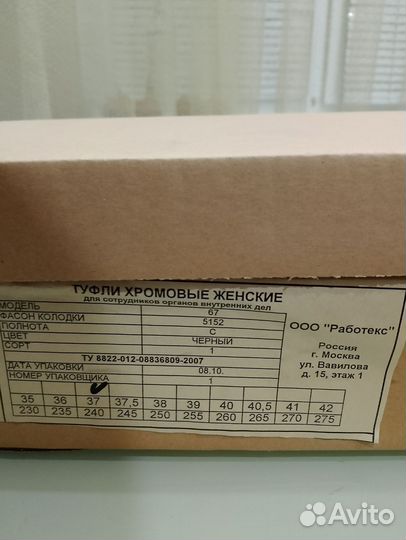 ТУФЛИ ХРОМОВЫЕ ЖЕНСКИЕ
для сотрудников органов внутренних дел
МОДЕЛЬ 67
ФАСОН КОЛОДКИ 5152
ПОЛНОТА С
ЦВЕТ ЧЕРНЫЙ
СОРТ 1
ТУ 8822-012-08836809-2007
ДАТА УПАКОВКИ 08.10.
НОМЕР УПАКОВЩИКА 1
35 36 37 37,5 38 39 40 40,5 41 42
230 235 240 245 250 255 260 265 270 275
ООО "Работекс"
Россия
г. Москва
ул. Вавилова
д. 15, этаж 1
Avito